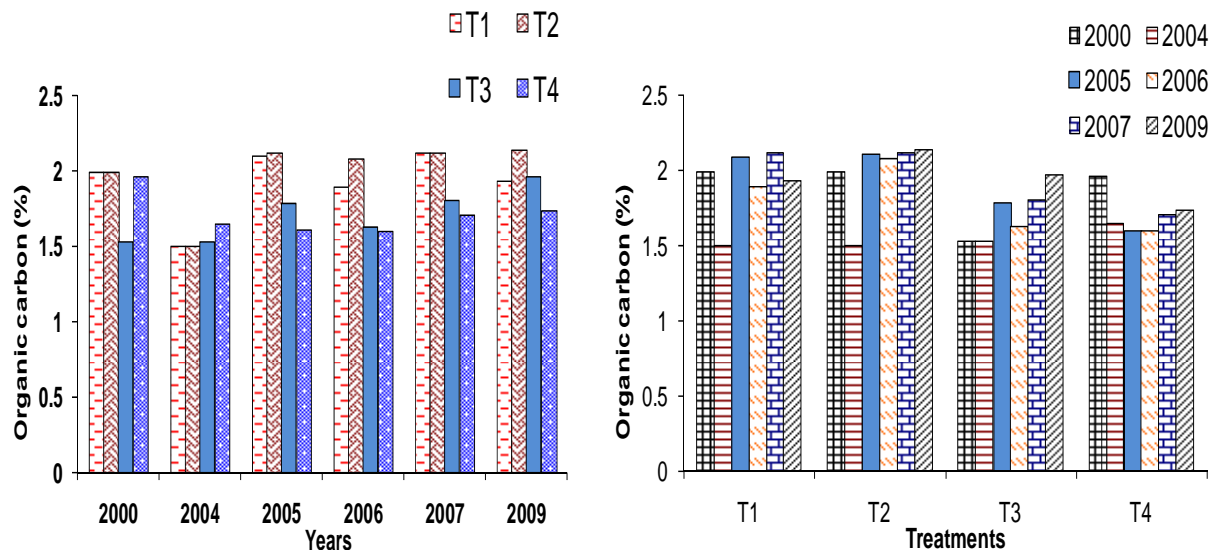 T1 T2
T3 T4
2.5
2
1.5
1
0.5
0
Organic carbon (%)
2000 2004 2005 2006 2007 2009
Years
2000 2004
2005 2006
2007 2009
2.5
2
1.5
1
0.5
0
Organic carbon (%)
T1 T2 T3 T4
Treatments